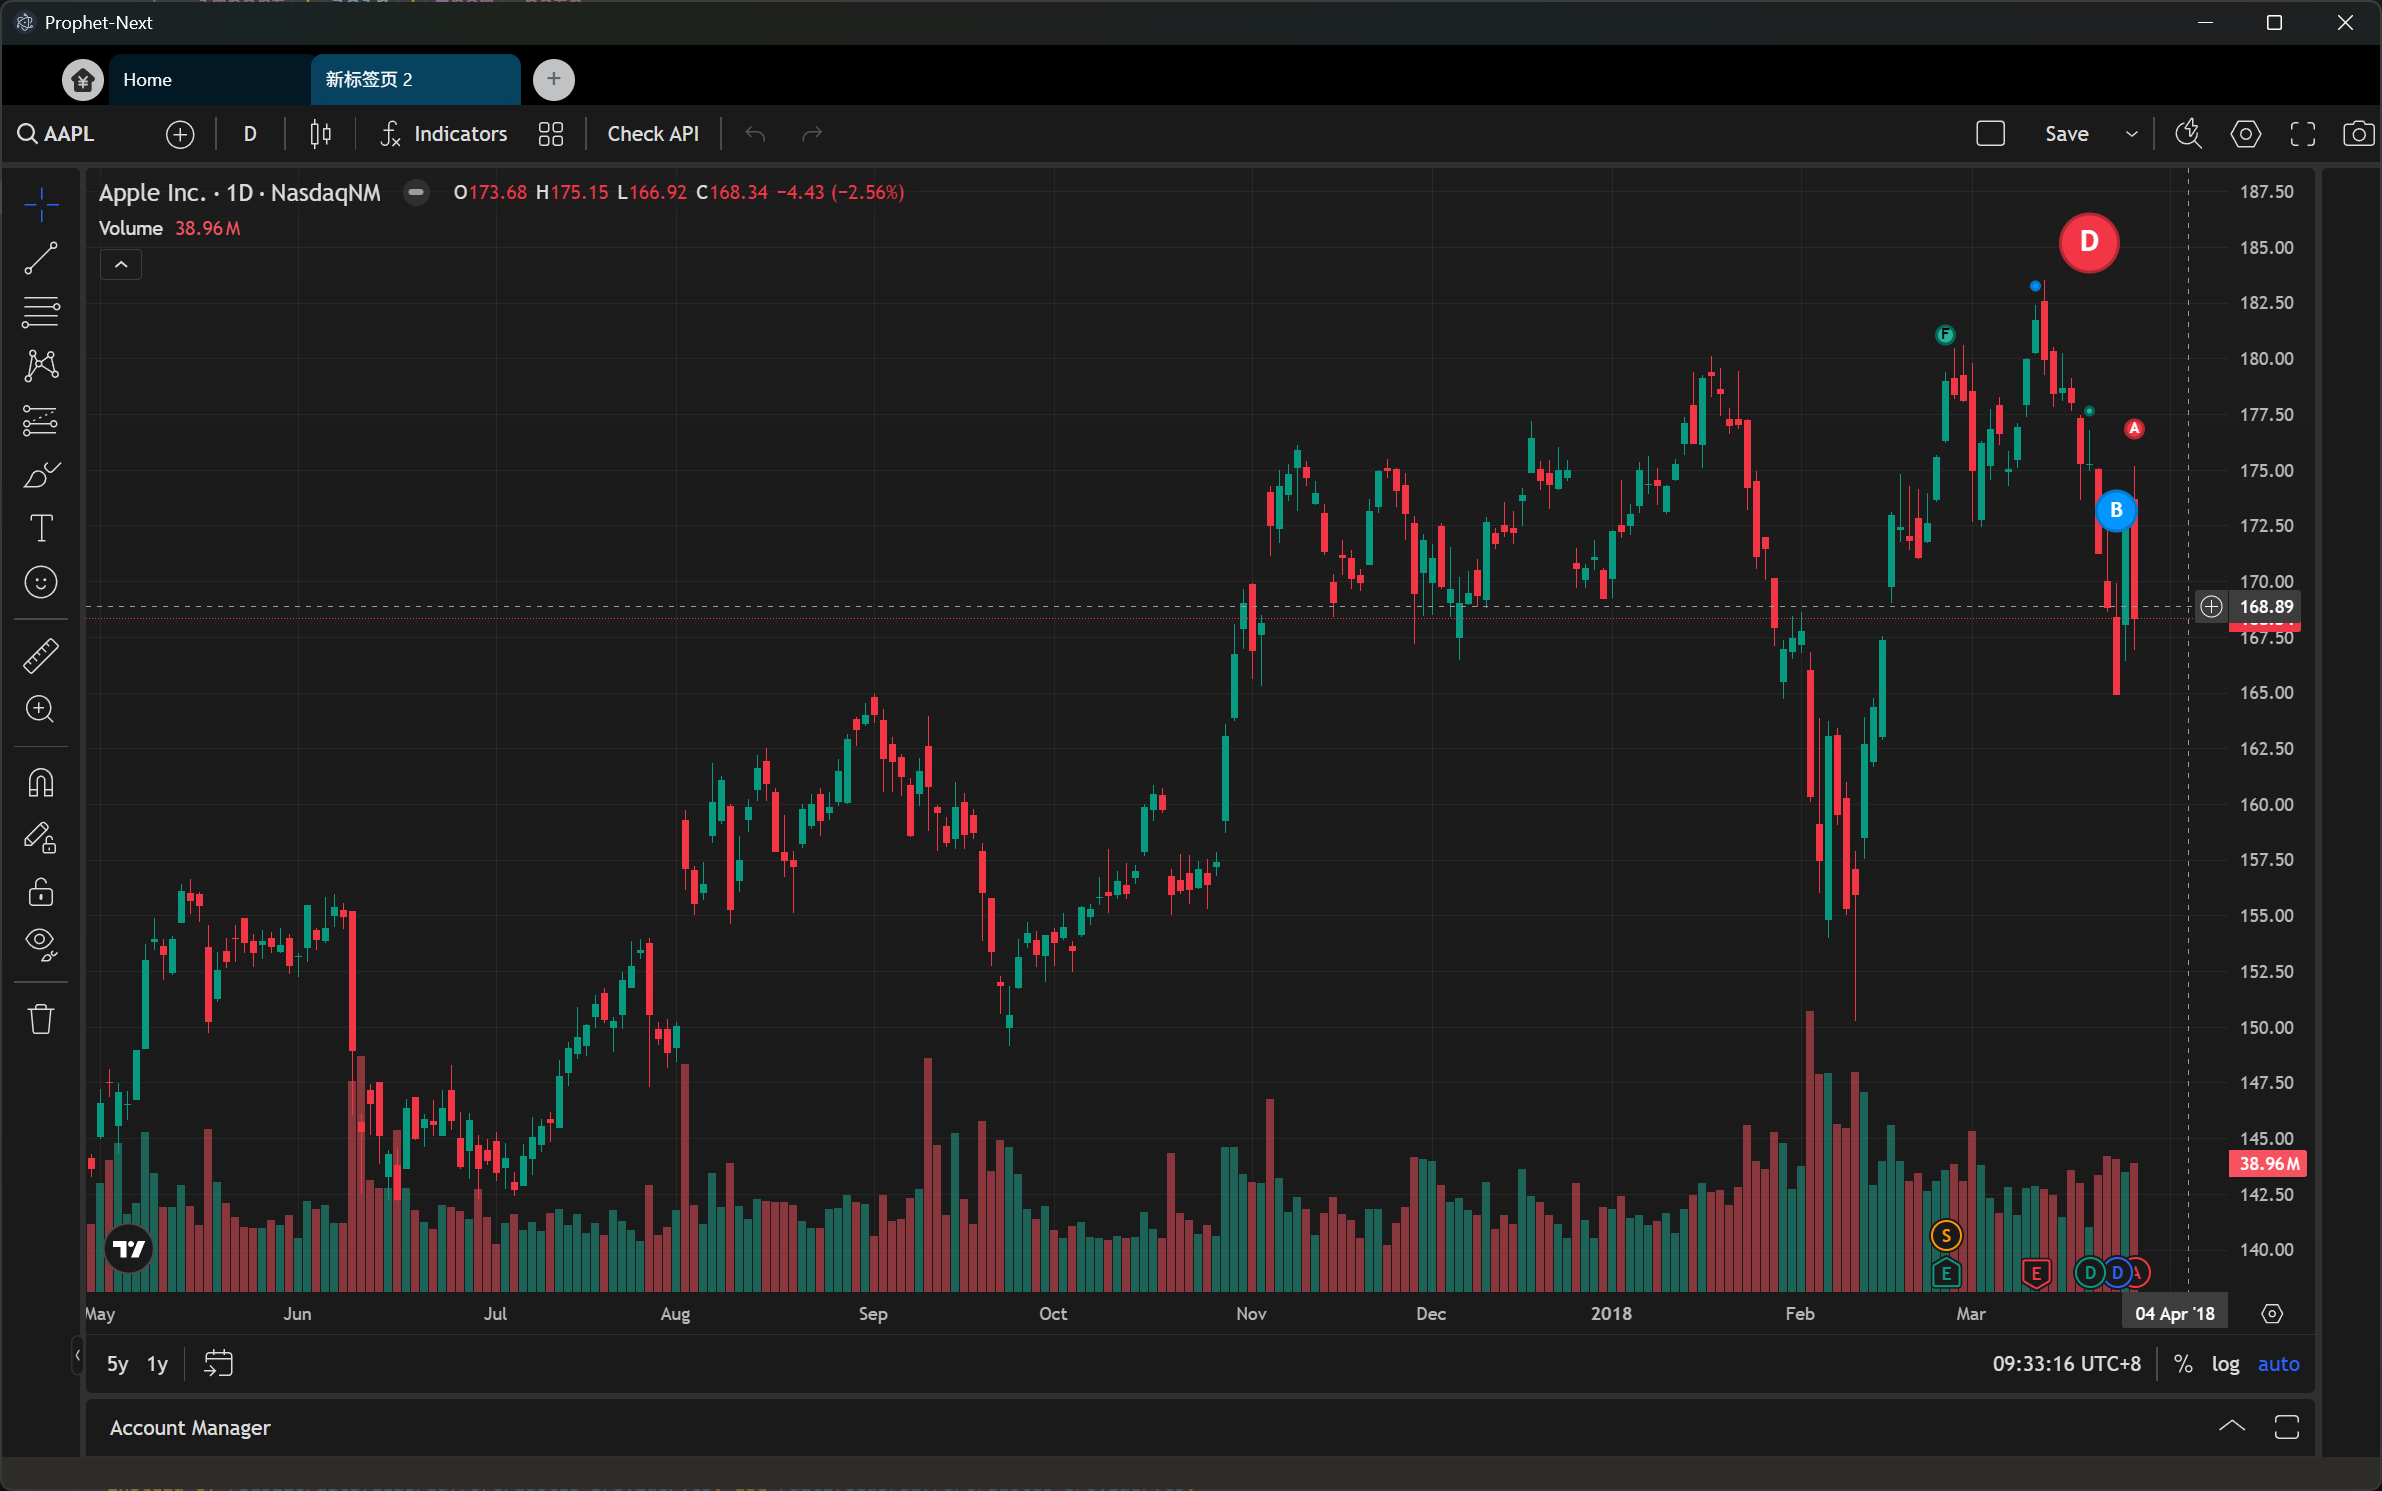 Prophet-Next
Home
新标签页 2
AAPL
D
Indicators
Check API
Save
Apple Inc. · 1D · NasdaqNM
O173.68 H175.15 L166.92 C168.34 −4.43 (−2.56%)
Volume 38.96M
187.50
185.00
182.50
180.00
177.50
175.00
172.50
170.00
168.89
167.50
165.00
162.50
160.00
157.50
155.00
152.50
150.00
147.50
145.00
38.96M
142.50
140.00
D
F
A
B
S
E
E
D
D
A
May
Jun
Jul
Aug
Sep
Oct
Nov
Dec
2018
Feb
Mar
04 Apr '18
5y
1y
09:33:16 UTC+8
%
log
auto
Account Manager